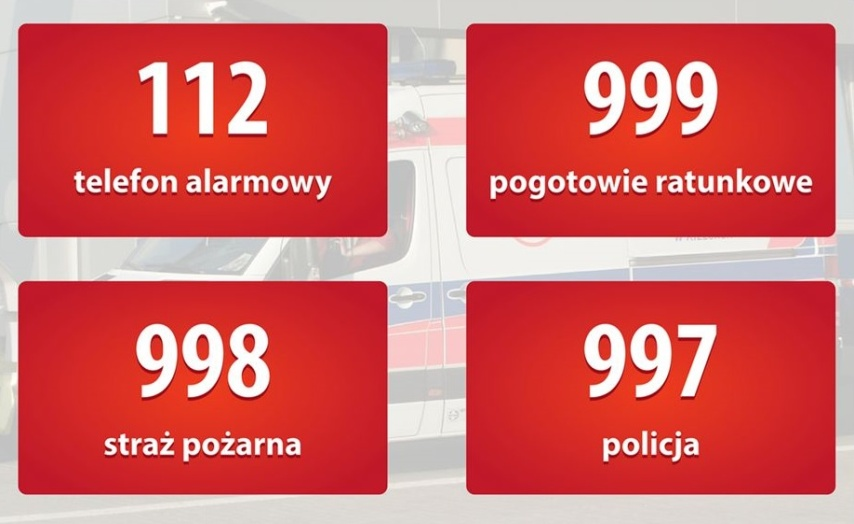 112
telefon alarmowy
999
pogotowie ratunkowe
998
straż pożarna
997
policja